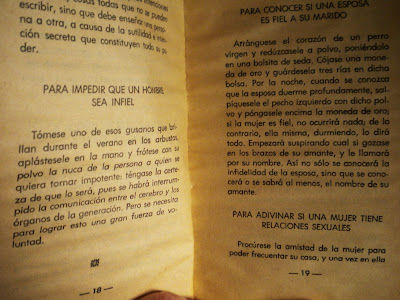 intenciones
escribir, sino que debe enseñarse de perso-
na a otra, a causa de la sutilidad e inten-
ción secreta que constituyen todo su po-
der.
PARA IMPEDIR QUE UN HOMBRE
SEA INFIEL
Tómese uno de esos gusanos que bri-
llan durante el verano en los arbustos,
aplástesele en la mano y frótese con su
polvo la nuca de la persona a quien se
quiera tornar impotente: téngase la certe-
za de que lo será, pues se habrá interrum-
pido la comunicación entre el cerebro y los
órganos de la generación. Pero se necesita
para lograr esto una gran fuerza de vo-
luntad.
— 18 —
PARA CONOCER SI UNA ESPOSA
ES FIEL A SU MARIDO
Arránguese el corazón de un perro
virgen y redúzcasele a polvo, poniéndolo
en una bolsita de seda. Cójase una mone-
da de oro y guárdesela tres rías en dicha
bolsa. Por la noche, cuando se conozca
que la esposa duerme profundamente, sal-
piquesele el pecho izquierdo con dicho pol-
vo y póngasele encima la moneda de oro;
si la mujer es fiel, no ocurrirá nada; de lo
contrario, ella misma, durmiendo, lo dirá
todo. Empezará suspirando cual si gozase
en los brazos de su amante, y le llamará
por su nombre. Así no sólo se conocerá la
infidelidad de la esposa, sino que se cono-
cerá o se sabrá al menos, el nombre de su
amante.
PARA ADIVINAR SI UNA MUJER TIENE
RELACIONES SEXUALES
Procúrese la amistad de la mujer para
poder frecuentar su casa, y una vez en ella
— 19 —